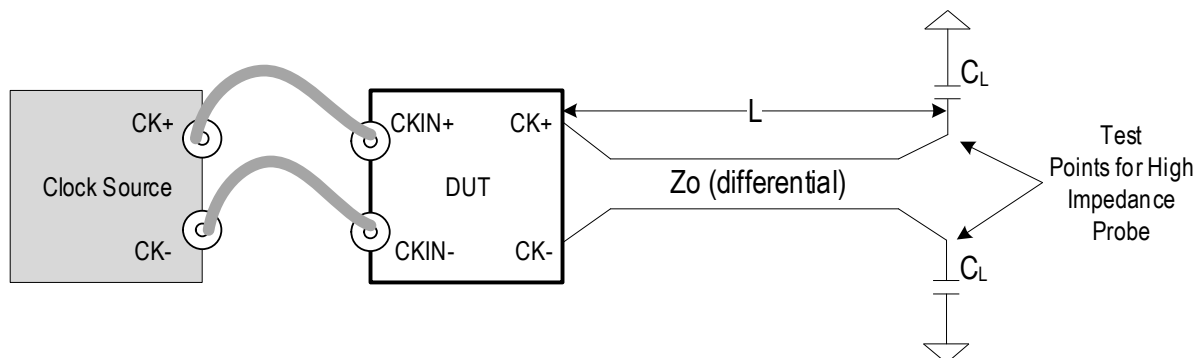 CK+
Clock Source
CK-
CKIN+
CK+
DUT
CKIN-
CK-
L
Zo (differential)
CL
CL
Test
Points for High
Impedance
Probe